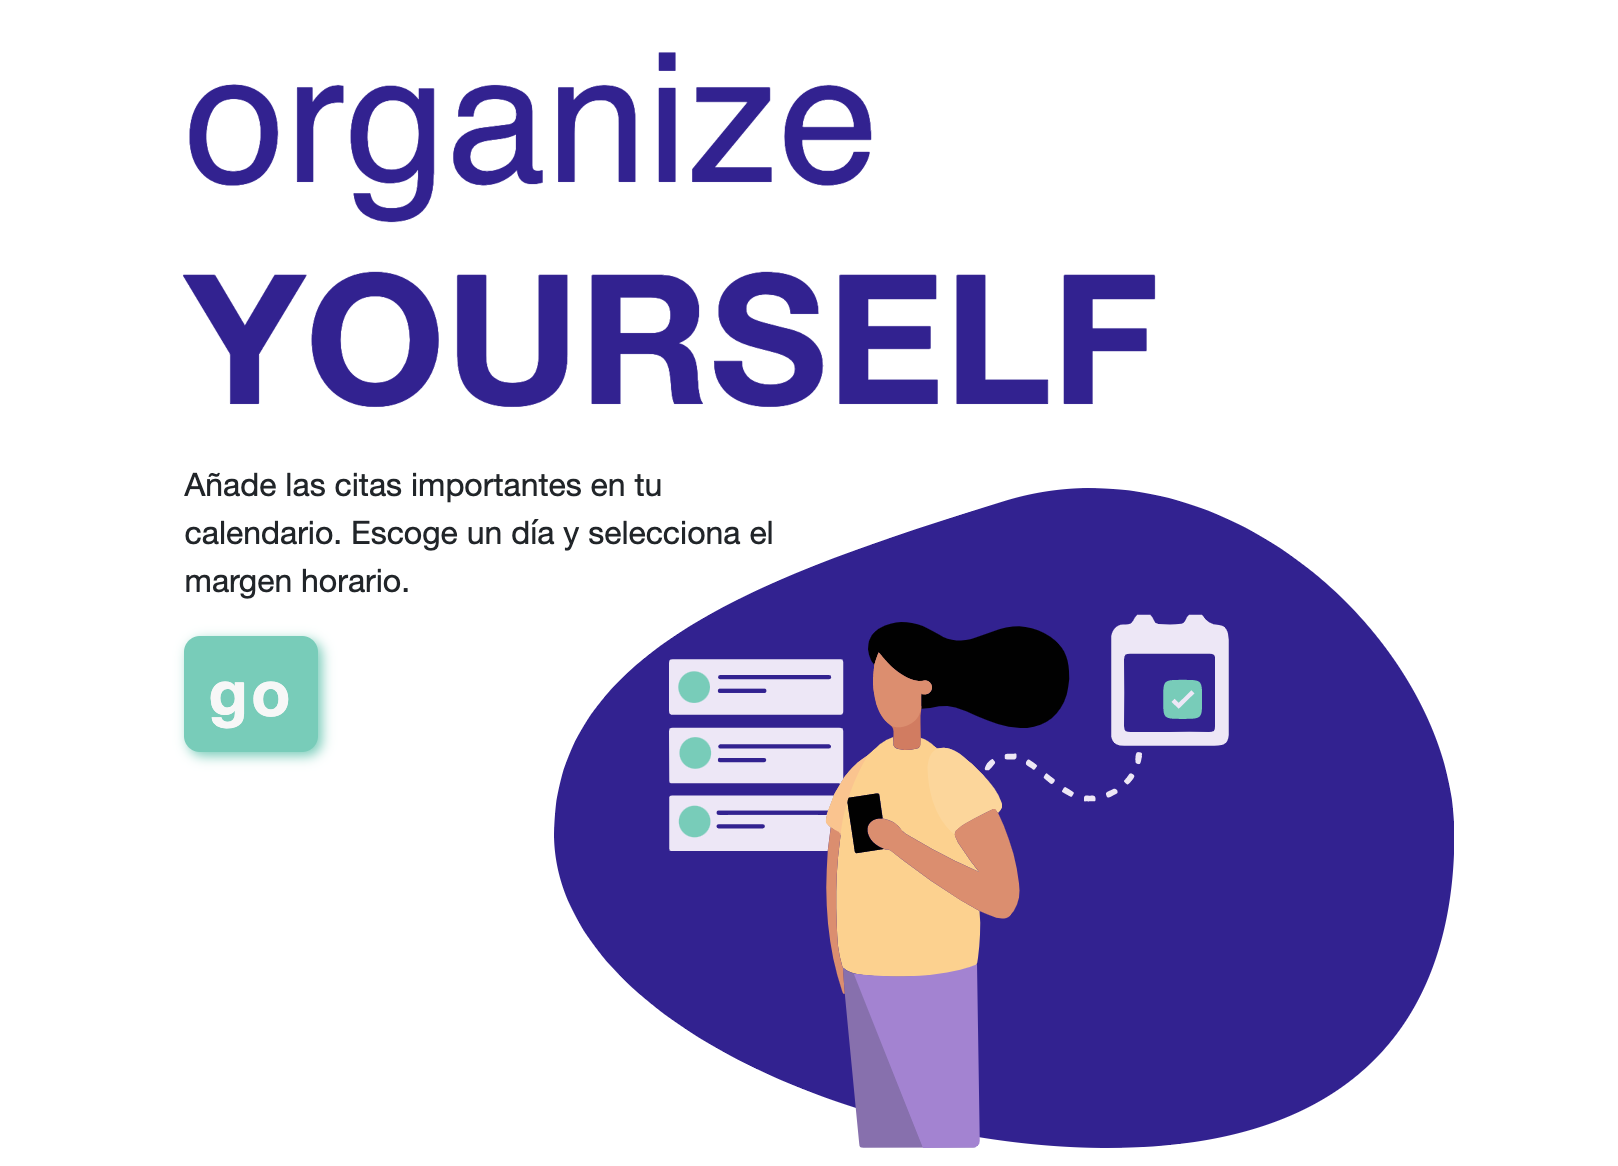 organize
YOURSELF
Añade las citas importantes en tu
calendario. Escoge un día y selecciona el
margen horario.
go